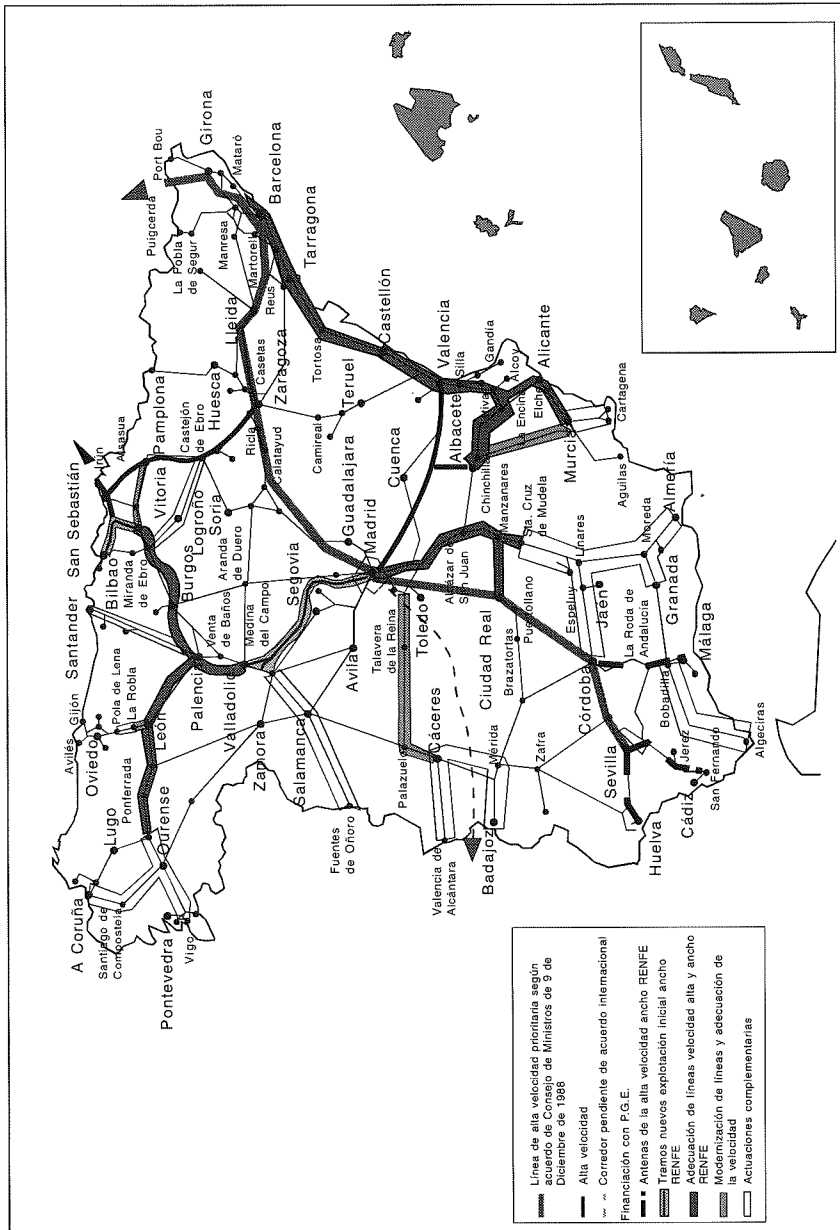 A Coruña
Santiago de
Compostela
Pontevedra
Vigo
Lugo
Ourense
Ponferrada
Avilés
Gijón
Oviedo
Pola de Lena
La Robla
León
Santander
Palencia
Valladolid
Zamora
Salamanca
Fuentes
de Oñoro
San Sebastián
Irún
Alsasua
Bilbao
Miranda
de Ebro
Vitoria
Pamplona
Burgos
Logroño
Castejón
de Ebro
Soria
Venta
de Baños
Aranda
de Duero
Medina
del Campo
Segovia
Avila
Huesca
Ricla
Casetas
Zaragoza
Calatayud
Lleida
La Pobla
de Segur
Puigcerda
Port Bou
Girona
Mataró
Manresa
Martorell
Barcelona
Reus
Tarragona
Tortosa
Camireal
Teruel
Castellón
Guadalajara
Madrid
Cuenca
Valencia
Silla
Gandía
Alcoy
La Encina
Alicante
Elche
Albacete
Chinchilla
Murcia
Cartagena
Aguilas
Talavera
de la Reina
Toledo
Alcázar de
San Juan
Manzanares
Sta. Cruz
de Mudela
Ciudad Real
Puertollano
Brazatortas
Palazuel
Cáceres
Valencia de
Alcántara
Mérida
Badajoz
Zafra
Linares
Espeluy
Jaén
Córdoba
La Roda de
Andalucía
Moreda
Almería
Granada
Bobadilla
Málaga
Sevilla
Huelva
Jerez
Cádiz
San Fernando
Algeciras
Línea de alta velocidad prioritaria según
acuerdo de Consejo de Ministros de 9 de
Diciembre de 1988
Alta velocidad
Corredor pendiente de acuerdo internacional
Financiación con P.G.E.
Antenas de la alta velocidad ancho RENFE
Tramos nuevos explotación inicial ancho
RENFE
Adecuación de líneas velocidad alta y ancho
RENFE
Modernización de líneas y adecuación de
la velocidad
Actuaciones complementarias